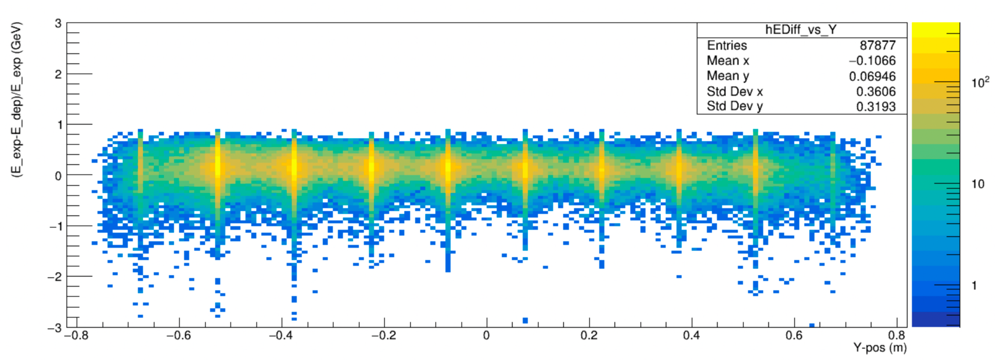 (E_exp-E_dep)/E_exp (GeV)
3
2
1
0
−1
−2
−3
hEDiff_vs_Y
Entries 87877
Mean x −0.1066
Mean y 0.06946
Std Dev x 0.3606
Std Dev y 0.3193
10²
10
1
−0.8 −0.6 −0.4 −0.2 0 0.2 0.4 0.6 0.8
Y-pos (m)